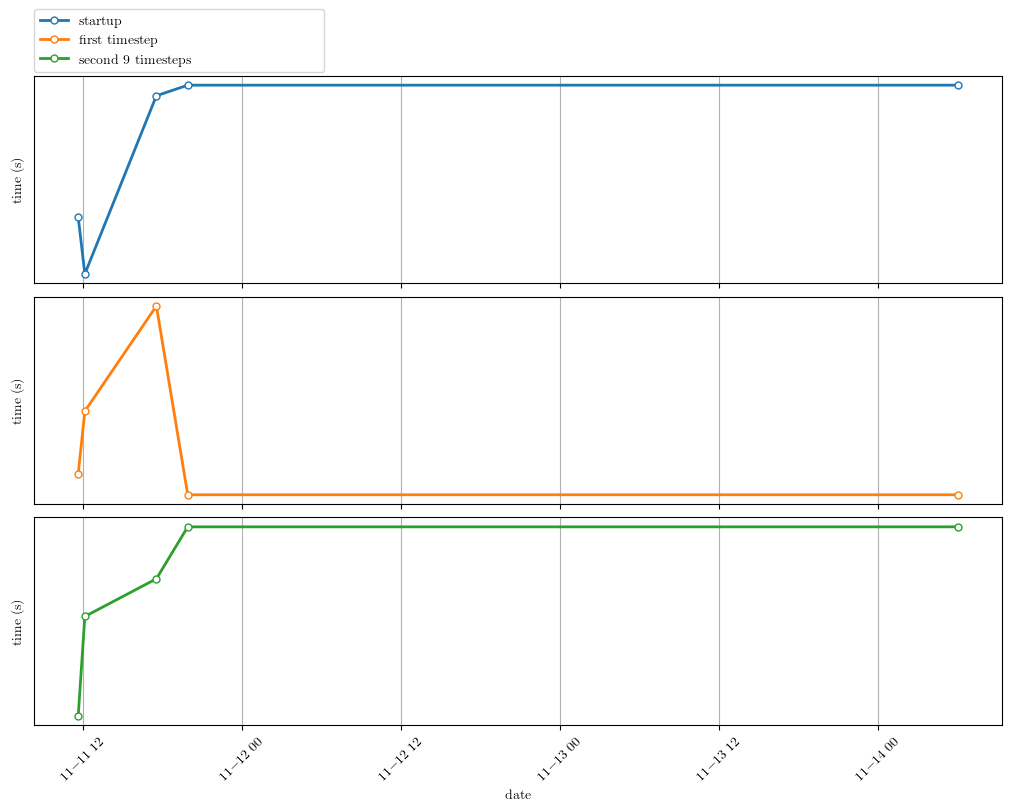 startup
first timestep
second 9 timesteps
time (s)
time (s)
time (s)
11−11 12
11−12 00
11−12 12
11−13 00
11−13 12
11−14 00
date